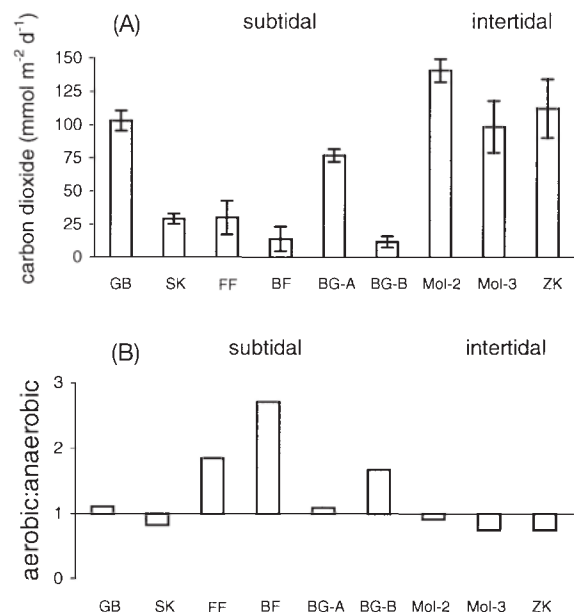 (A) subtidal intertidal
carbon dioxide (mmol m⁻² d⁻¹)
150
125
100
75
50
25
0
GB SK FF BF BG-A BG-B Mol-2 Mol-3 ZK
(B) subtidal intertidal
aerobic:anaerobic
3
2
1
0
GB SK FF BF BG-A BG-B Mol-2 Mol-3 ZK